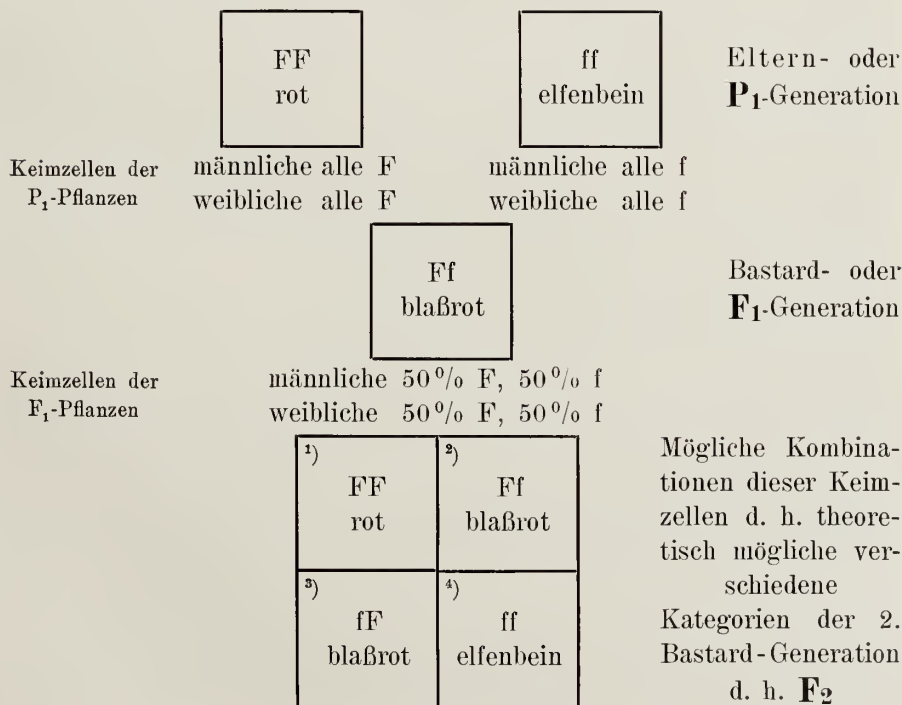 FF
rot
ff
elfenbein
Eltern- oder
P₁-Generation
Keimzellen der
P₁-Pflanzen
männliche alle F
weibliche alle F
männliche alle f
weibliche alle f
Ff
blaßrot
Bastard- oder
F₁-Generation
Keimzellen der
F₁-Pflanzen
männliche 50% F, 50% f
weibliche 50% F, 50% f
¹)
FF
rot
²)
Ff
blaßrot
³)
fF
blaßrot
⁴)
ff
elfenbein
Mögliche Kombina-
tionen dieser Keim-
zellen d. h. theore-
tisch mögliche ver-
schiedene
Kategorien der 2.
Bastard-Generation
d. h. F₂